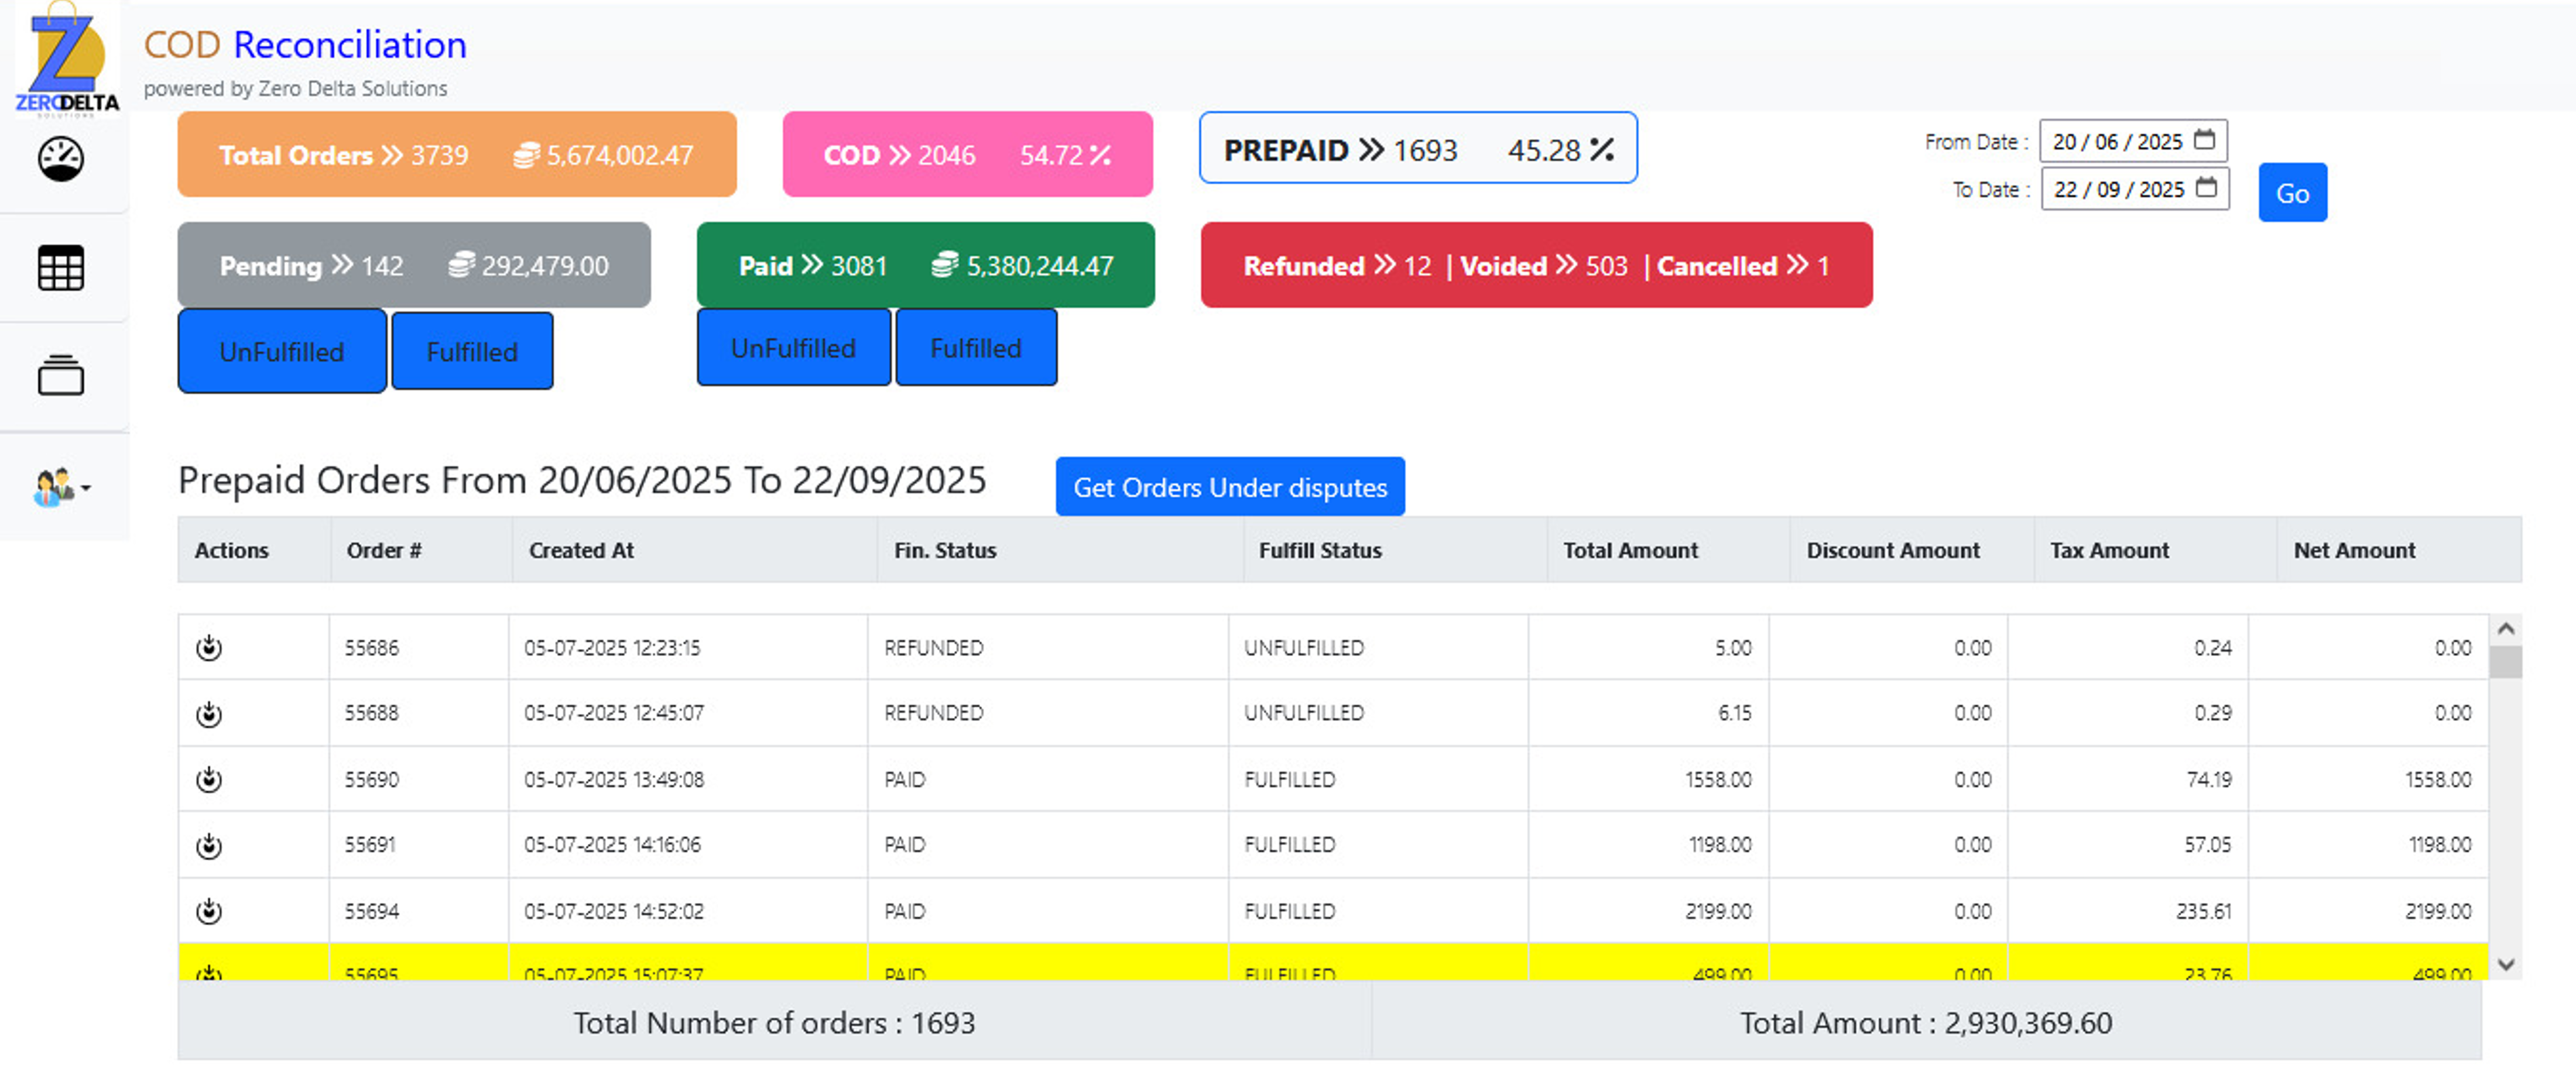 COD Reconciliation
powered by Zero Delta Solutions
ZERODELTA
SOLUTIONS
Total Orders 3739 5,674,002.47
COD 2046 54.72 %
PREPAID 1693 45.28 %
From Date : 20 / 06 / 2025
To Date : 22 / 09 / 2025
Go
Pending 142 292,479.00
Paid 3081 5,380,244.47
Refunded 12 | Voided 503 | Cancelled 1
UnFulfilled Fulfilled
UnFulfilled Fulfilled
Prepaid Orders From 20/06/2025 To 22/09/2025
Get Orders Under disputes
Actions Order # Created At Fin. Status Fulfill Status Total Amount Discount Amount Tax Amount Net Amount
55686 05-07-2025 12:23:15 REFUNDED UNFULFILLED 5.00 0.00 0.24 0.00
55688 05-07-2025 12:45:07 REFUNDED UNFULFILLED 6.15 0.00 0.29 0.00
55690 05-07-2025 13:49:08 PAID FULFILLED 1558.00 0.00 74.19 1558.00
55691 05-07-2025 14:16:06 PAID FULFILLED 1198.00 0.00 57.05 1198.00
55694 05-07-2025 14:52:02 PAID FULFILLED 2199.00 0.00 235.61 2199.00
55695 05-07-2025 15:07:37 PAID FULFILLED 499.00 0.00 23.76 499.00
Total Number of orders : 1693
Total Amount : 2,930,369.60